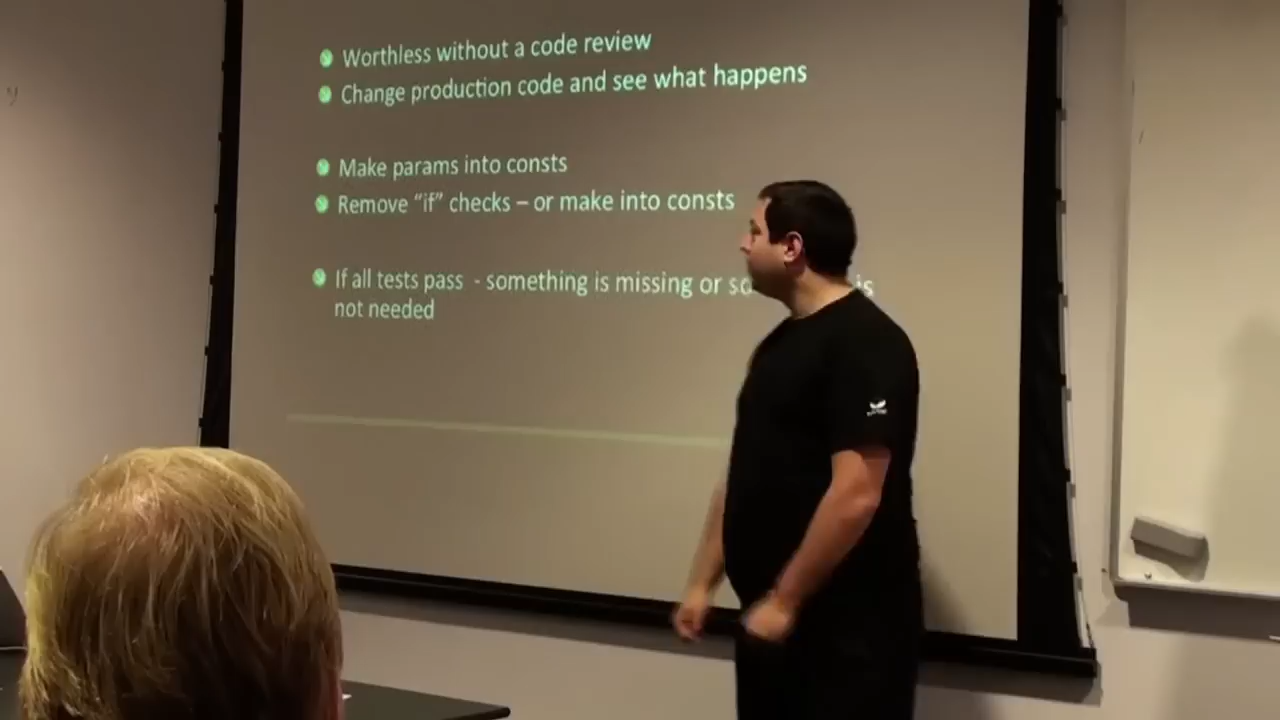 Worthless without a code review
Change production code and see what happens
Make params into consts
Remove “if” checks – or make into consts
If all tests pass - something is missing or is
not needed